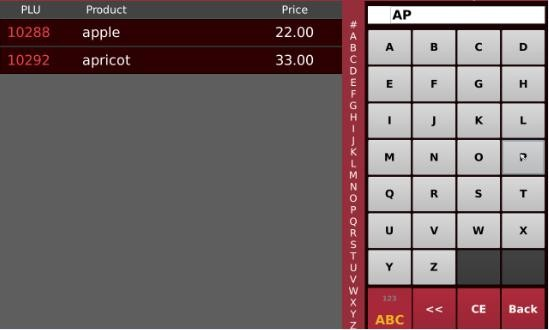 PLU Product Price
10288 apple 22.00
10292 apricot 33.00
#
A
B
C
D
E
F
G
H
I
J
K
L
M
N
O
P
Q
R
S
T
U
V
W
X
Y
Z
AP
A B C D
E F G H
I J K L
M N O P
Q R S T
U V W X
Y Z
123
ABC << CE Back